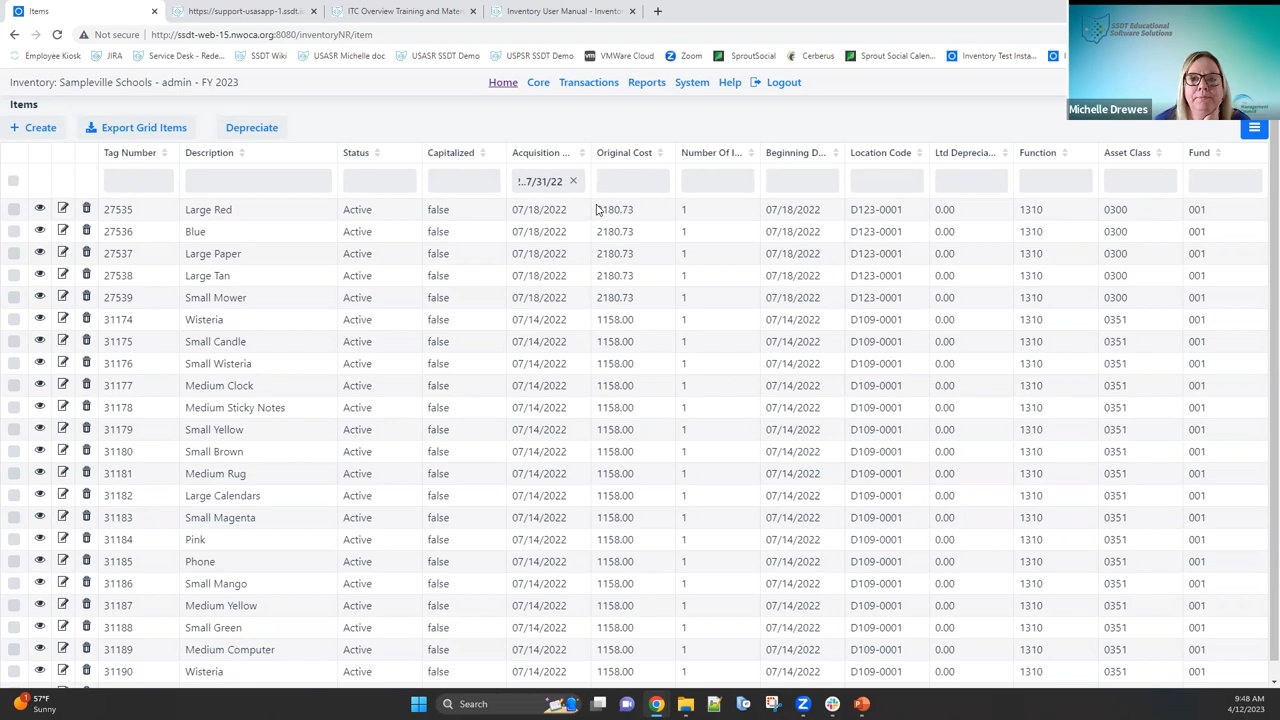 Items
https://support-usasapp-1.ssdt.i
ITC Overview Training and Mate
Inventory User Manual - Invento
Not secure
http://ssdt-web-15.nwoca.org:8080/inventoryNR/item
Employee Kiosk
JIRA
Service Desk - Rede...
SSDT Wiki
USASR Michelle doc
USASR SSDT Demo
USPSR SSDT Demo
VMWare Cloud
Zoom
SproutSocial
Cerberus
Sprout Social Calen...
Inventory Test Insta...
SSDT Educational
Software Solutions
Michelle Drewes
Inventory: Sampleville Schools - admin - FY 2023
Home Core Transactions Reports System Help Logout
Items
Create Export Grid Items Depreciate
Tag Number Description Status Capitalized Acquisition ... Original Cost Number Of I... Beginning D... Location Code Ltd Deprecia... Function Asset Class Fund
!..7/31/22
27535 Large Red Active false 07/18/2022 2180.73 1 07/18/2022 D123-0001 0.00 1310 0300 001
27536 Blue Active false 07/18/2022 2180.73 1 07/18/2022 D123-0001 0.00 1310 0300 001
27537 Large Paper Active false 07/18/2022 2180.73 1 07/18/2022 D123-0001 0.00 1310 0300 001
27538 Large Tan Active false 07/18/2022 2180.73 1 07/18/2022 D123-0001 0.00 1310 0300 001
27539 Small Mower Active false 07/18/2022 2180.73 1 07/18/2022 D123-0001 0.00 1310 0300 001
31174 Wisteria Active false 07/14/2022 1158.00 1 07/14/2022 D109-0001 0.00 1310 0351 001
31175 Small Candle Active false 07/14/2022 1158.00 1 07/14/2022 D109-0001 0.00 1310 0351 001
31176 Small Wisteria Active false 07/14/2022 1158.00 1 07/14/2022 D109-0001 0.00 1310 0351 001
31177 Medium Clock Active false 07/14/2022 1158.00 1 07/14/2022 D109-0001 0.00 1310 0351 001
31178 Medium Sticky Notes Active false 07/14/2022 1158.00 1 07/14/2022 D109-0001 0.00 1310 0351 001
31179 Small Yellow Active false 07/14/2022 1158.00 1 07/14/2022 D109-0001 0.00 1310 0351 001
31180 Small Brown Active false 07/14/2022 1158.00 1 07/14/2022 D109-0001 0.00 1310 0351 001
31181 Medium Rug Active false 07/14/2022 1158.00 1 07/14/2022 D109-0001 0.00 1310 0351 001
31182 Large Calendars Active false 07/14/2022 1158.00 1 07/14/2022 D109-0001 0.00 1310 0351 001
31183 Small Magenta Active false 07/14/2022 1158.00 1 07/14/2022 D109-0001 0.00 1310 0351 001
31184 Pink Active false 07/14/2022 1158.00 1 07/14/2022 D109-0001 0.00 1310 0351 001
31185 Phone Active false 07/14/2022 1158.00 1 07/14/2022 D109-0001 0.00 1310 0351 001
31186 Small Mango Active false 07/14/2022 1158.00 1 07/14/2022 D109-0001 0.00 1310 0351 001
31187 Medium Yellow Active false 07/14/2022 1158.00 1 07/14/2022 D109-0001 0.00 1310 0351 001
31188 Small Green Active false 07/14/2022 1158.00 1 07/14/2022 D109-0001 0.00 1310 0351 001
31189 Medium Computer Active false 07/14/2022 1158.00 1 07/14/2022 D109-0001 0.00 1310 0351 001
31190 Wisteria Active false 07/14/2022 1158.00 1 07/14/2022 D109-0001 0.00 1310 0351 001
57°F
Items
Search
9:48 AM
4/12/2023